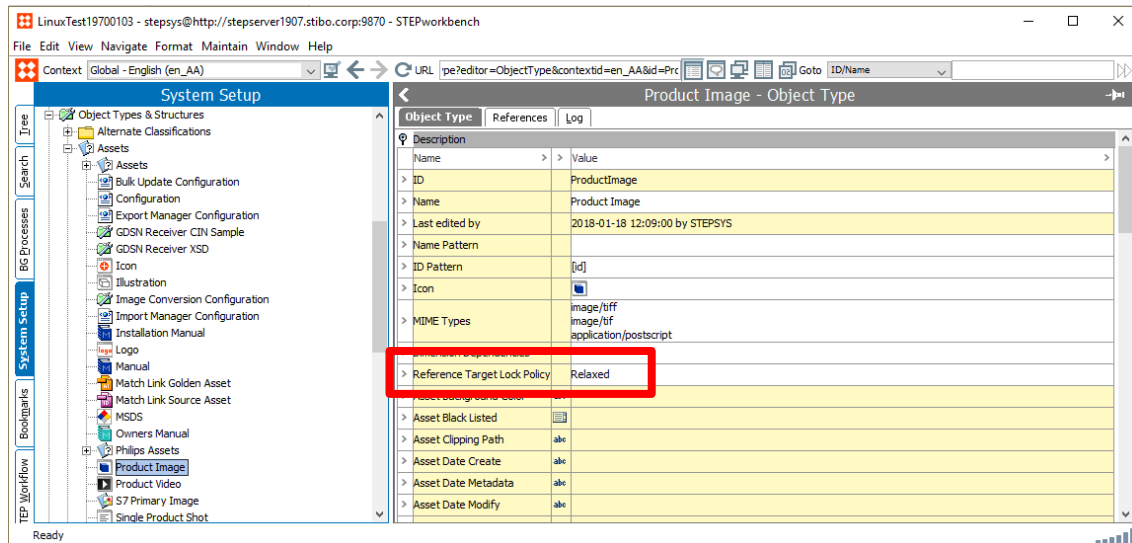 LinuxTest19700103 - stepsys@http://stepserver1907.stibo.corp:9870 - STEPworkbench
File Edit View Navigate Format Maintain Window Help
Context Global - English (en_AA) URL pe?editor=ObjectType&contextid=en_AA&id=Prc Goto ID/Name
System Setup
Product Image - Object Type
Tree
Search
BG Processes
System Setup
Bookmarks
TEP Workflow
Object Types & Structures
Alternate Classifications
Assets
Assets
Bulk Update Configuration
Configuration
Export Manager Configuration
GDSN Receiver CIN Sample
GDSN Receiver XSD
Icon
Illustration
Image Conversion Configuration
Import Manager Configuration
Installation Manual
Logo
Manual
Match Link Golden Asset
Match Link Source Asset
MSDS
Owners Manual
Philips Assets
Product Image
Product Video
S7 Primary Image
Single Product Shot
Object Type References Log
Description
Name > > Value >
> ID ProductImage
> Name Product Image
> Last edited by 2018-01-18 12:09:00 by STEPSYS
> Name Pattern
> ID Pattern [id]
> Icon
> MIME Types image/tiff
image/tif
application/postscript
Dimension Dependencies
> Reference Target Lock Policy Relaxed
Asset Background Color abc
> Asset Black Listed
> Asset Clipping Path abc
> Asset Date Create abc
> Asset Date Metadata abc
> Asset Date Modify abc
Ready